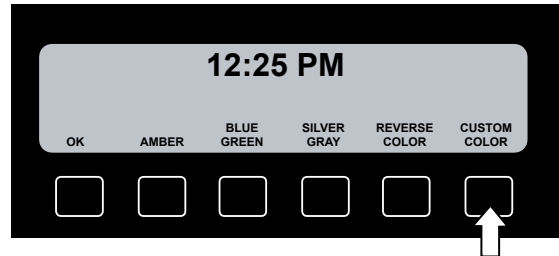 12:25 PM
OK
AMBER
BLUE
GREEN
SILVER
GRAY
REVERSE
COLOR
CUSTOM
COLOR